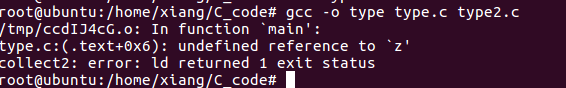 root@ubuntu:/home/xiang/C_code# gcc -o type type.c type2.c
/tmp/ccdIJ4cG.o: In function `main':
type.c:(.text+0x6): undefined reference to `z'
collect2: error: ld returned 1 exit status
root@ubuntu:/home/xiang/C_code#